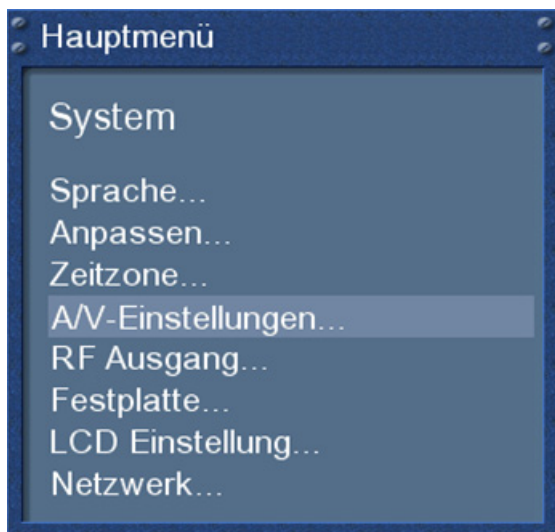 Hauptmenü
System
Sprache...
Anpassen...
Zeitzone...
A/V-Einstellungen...
RF Ausgang...
Festplatte...
LCD Einstellung...
Netzwerk...